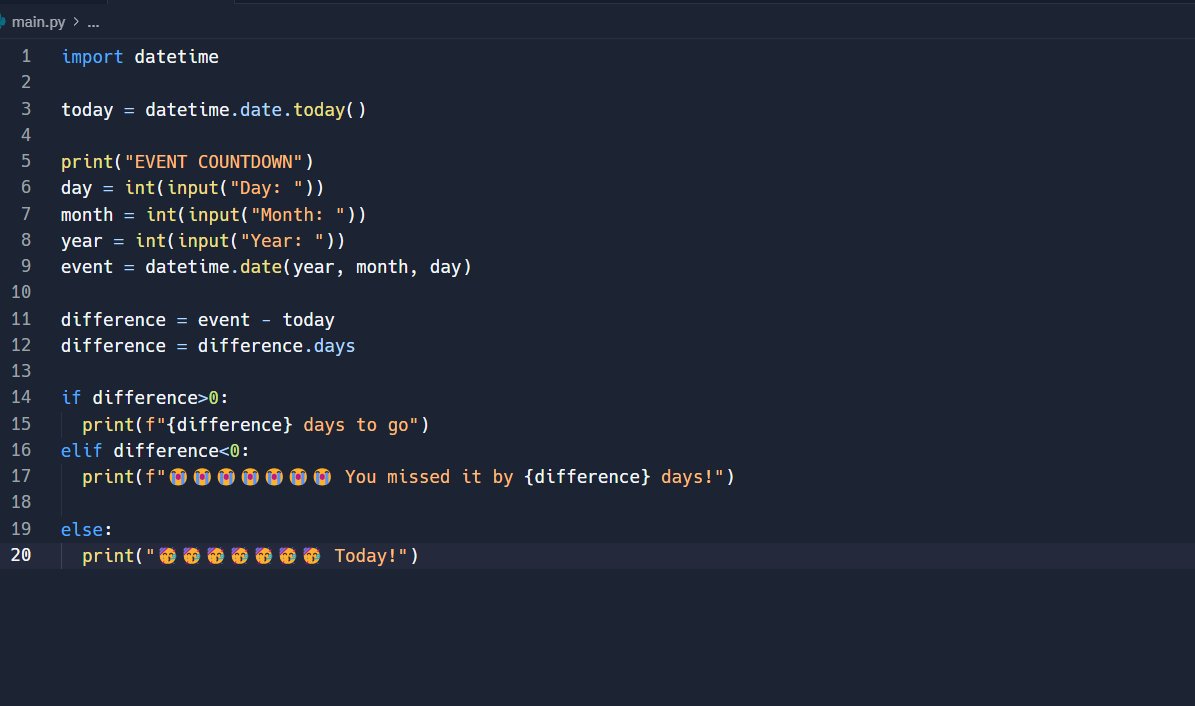 main.py > ...
1 import datetime
2
3 today = datetime.date.today()
4
5 print("EVENT COUNTDOWN")
6 day = int(input("Day: "))
7 month = int(input("Month: "))
8 year = int(input("Year: "))
9 event = datetime.date(year, month, day)
10
11 difference = event - today
12 difference = difference.days
13
14 if difference>0:
15   print(f"{difference} days to go")
16 elif difference<0:
17   print(f"😭😭😭😭😭😭😭 You missed it by {difference} days!")
18
19 else:
20   print("🥳🥳🥳🥳🥳🥳🥳 Today!")